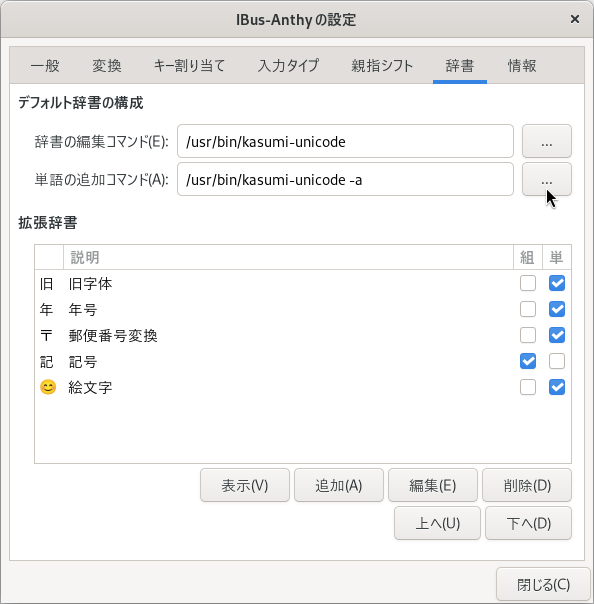 IBus-Anthy の設定
一般 変換 キー割り当て 入力タイプ 親指シフト 辞書 情報
デフォルト辞書の構成
辞書の編集コマンド(E): /usr/bin/kasumi-unicode ...
単語の追加コマンド(A): /usr/bin/kasumi-unicode -a ...
拡張辞書
説明 組 単
旧 旧字体
年 年号
〒 郵便番号変換
記 記号
😊 絵文字
表示(V) 追加(A) 編集(E) 削除(D)
上へ(U) 下へ(D)
閉じる(C)